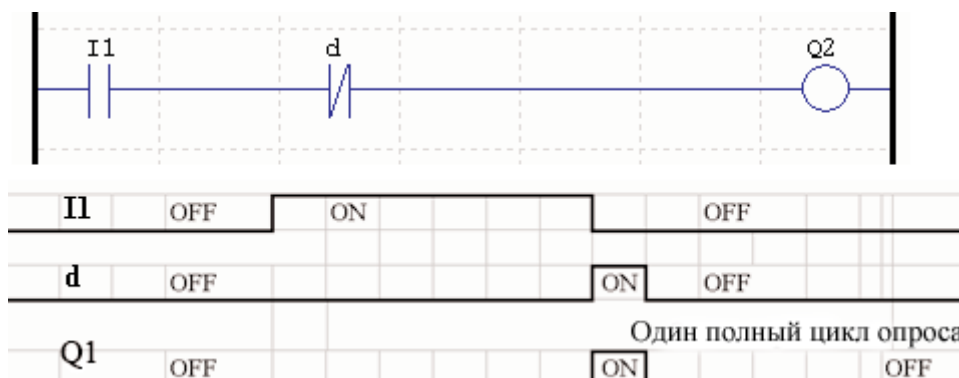 I1 d Q2
I1 OFF ON OFF
d OFF ON OFF
Один полный цикл опроса
Q1 OFF ON OFF